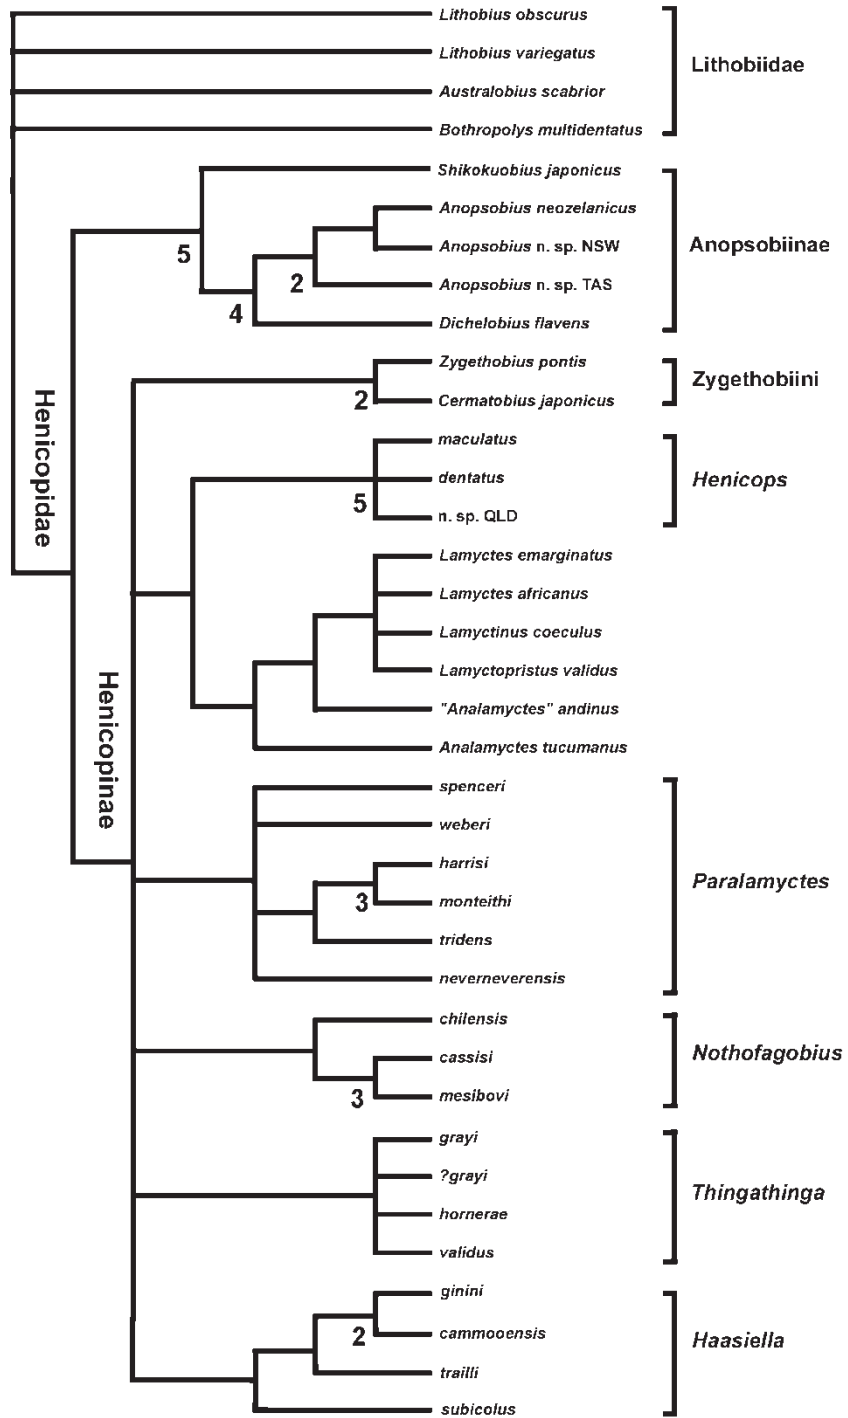 Lithobius obscurus
Lithobius variegatus
Australobius scabrior
Bothropolys multidentatus
Lithobiidae
Shikokuobius japonicus
Anopsobius neozelanicus
Anopsobius n. sp. NSW
Anopsobius n. sp. TAS
Dichelobius flavens
Anopsobiinae
5
2
4
Zygethobius pontis
Cermatobius japonicus
Zygethobiini
2
Henicopidae
maculatus
dentatus
n. sp. QLD
Henicops
5
Lamyctes emarginatus
Lamyctes africanus
Lamyctinus coeculus
Lamyctopristus validus
"Analamyctes" andinus
Analamyctes tucumanus
Henicopinae
spenceri
weberi
harrisi
monteithi
tridens
neverneverensis
Paralamyctes
3
chilensis
cassisi
mesibovi
Nothofagobius
3
grayi
?grayi
hornerae
validus
Thingathinga
ginini
cammooensis
trailli
subicolus
Haasiella
2